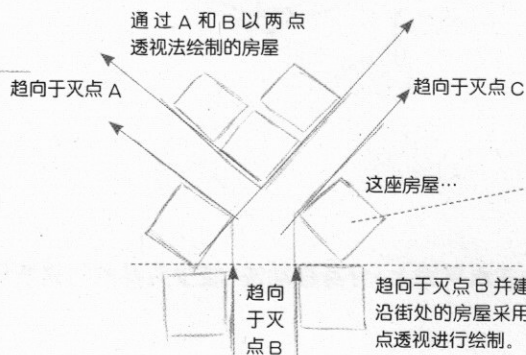 通过 A 和 B 以两点
透视法绘制的房屋
趋向于灭点 A
趋向于灭点 C
这座房屋…
趋向
于灭
点 B
趋向于灭点 B 并建
沿街处的房屋采用
点透视进行绘制。